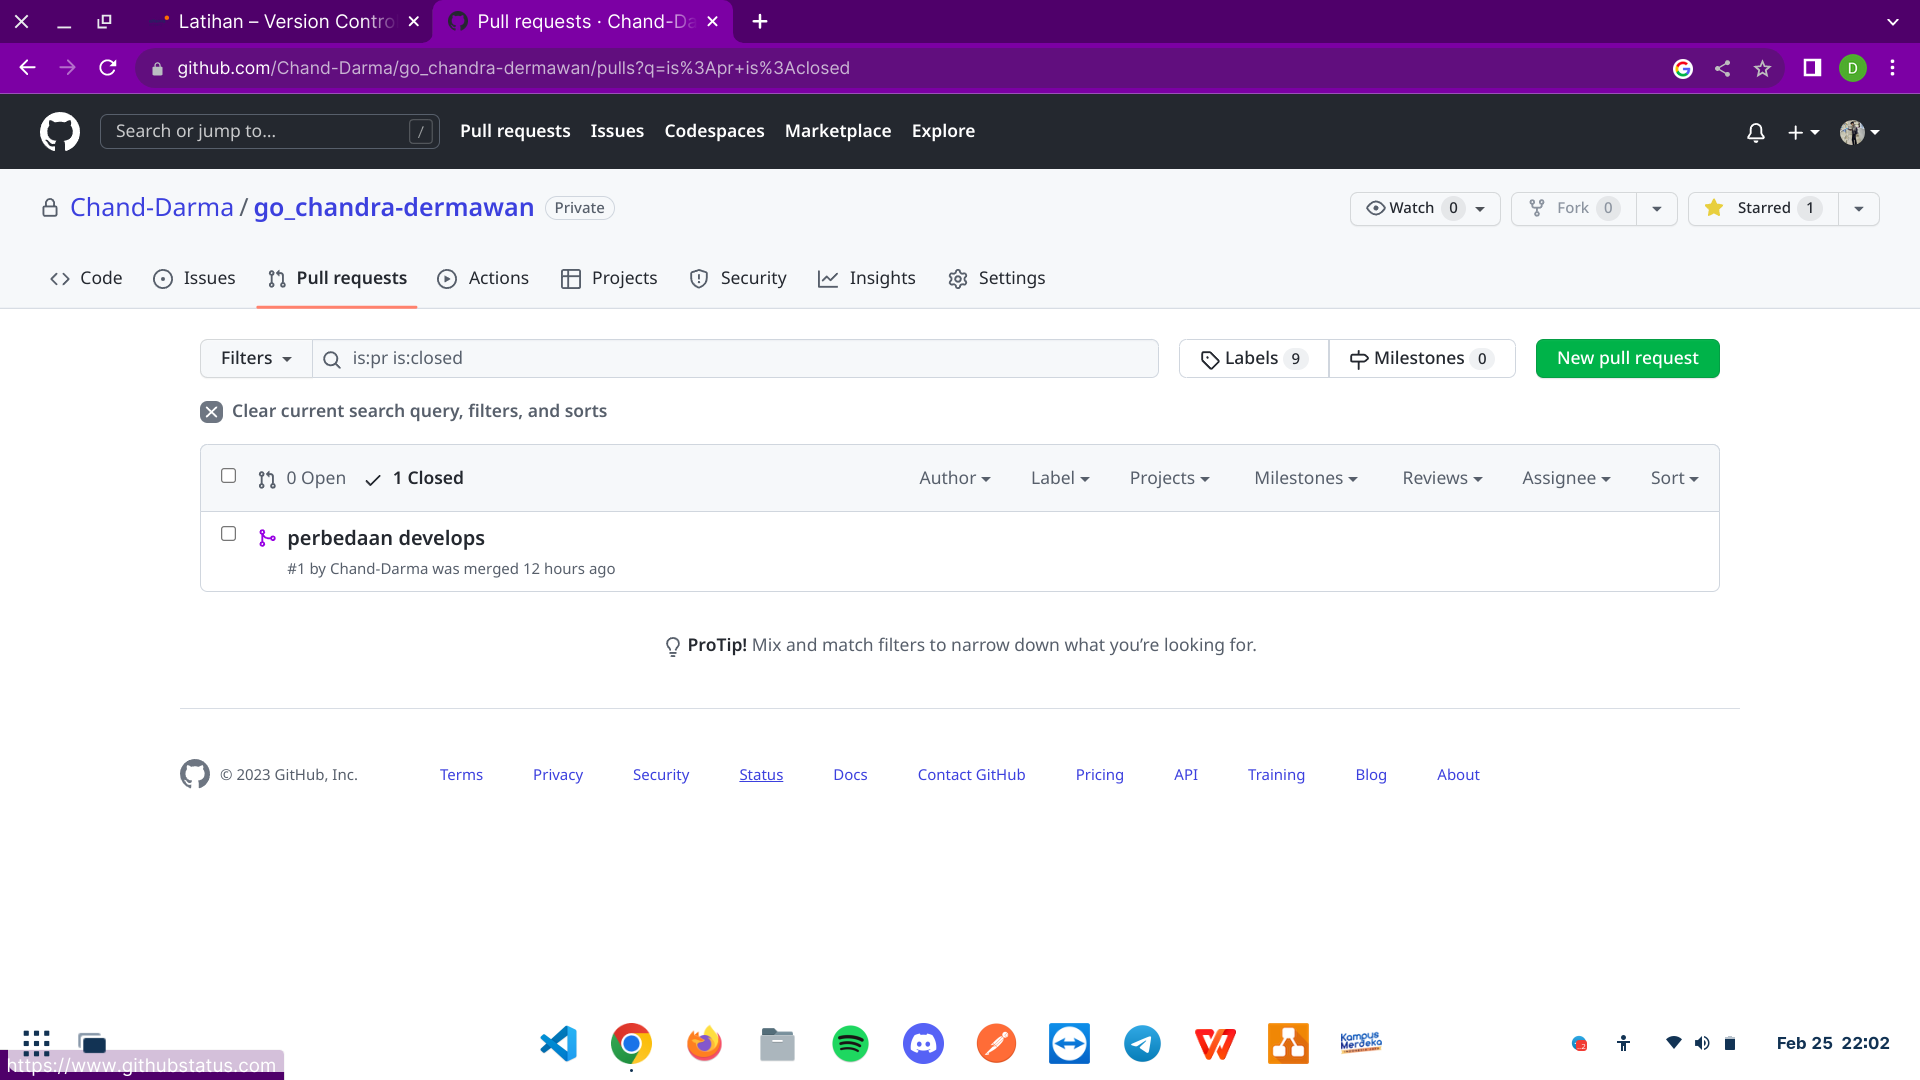 Latihan – Version Contro
Pull requests · Chand-Da
github.com/Chand-Darma/go_chandra-dermawan/pulls?q=is%3Apr+is%3Aclosed
D
Search or jump to...
/
Pull requests Issues Codespaces Marketplace Explore
Chand-Darma / go_chandra-dermawan Private
Watch 0
Fork 0
Starred 1
Code Issues Pull requests Actions Projects Security Insights Settings
Filters
is:pr is:closed
Labels 9
Milestones 0
New pull request
Clear current search query, filters, and sorts
0 Open 1 Closed
Author Label Projects Milestones Reviews Assignee Sort
perbedaan develops
#1 by Chand-Darma was merged 12 hours ago
ProTip! Mix and match filters to narrow down what you’re looking for.
© 2023 GitHub, Inc. Terms Privacy Security Status Docs Contact GitHub Pricing API Training Blog About
Kampus
Merdeka
Feb 25 22:02
https://www.githubstatus.com